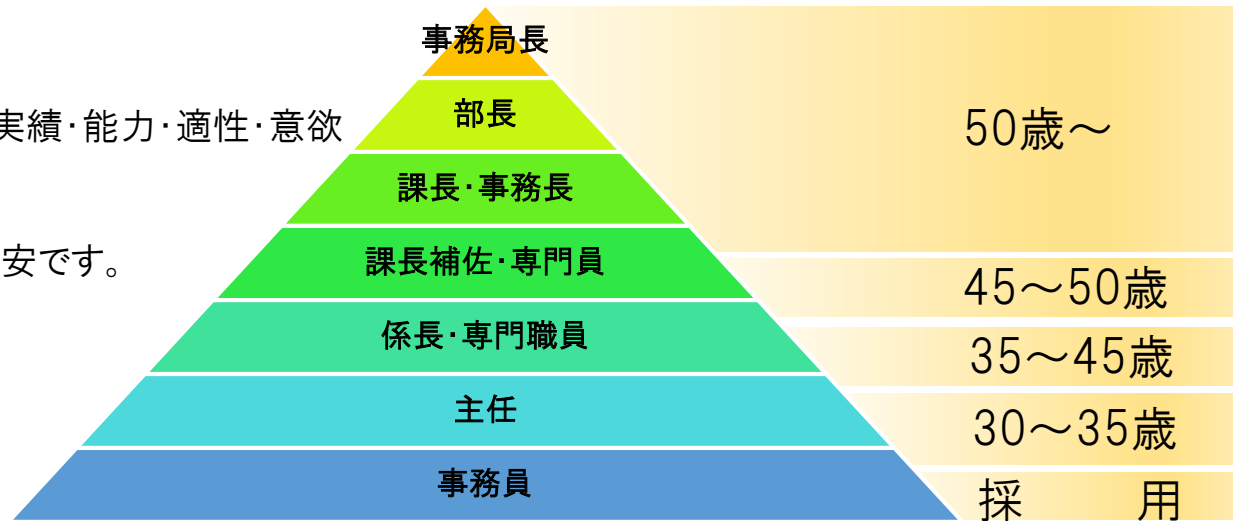 事務局長
実績･能力･適性･意欲
部長
50歳～
課長･事務長
安です。
課長補佐･専門員
45～50歳
係長･専門職員
35～45歳
主任
30～35歳
事務員
採　用